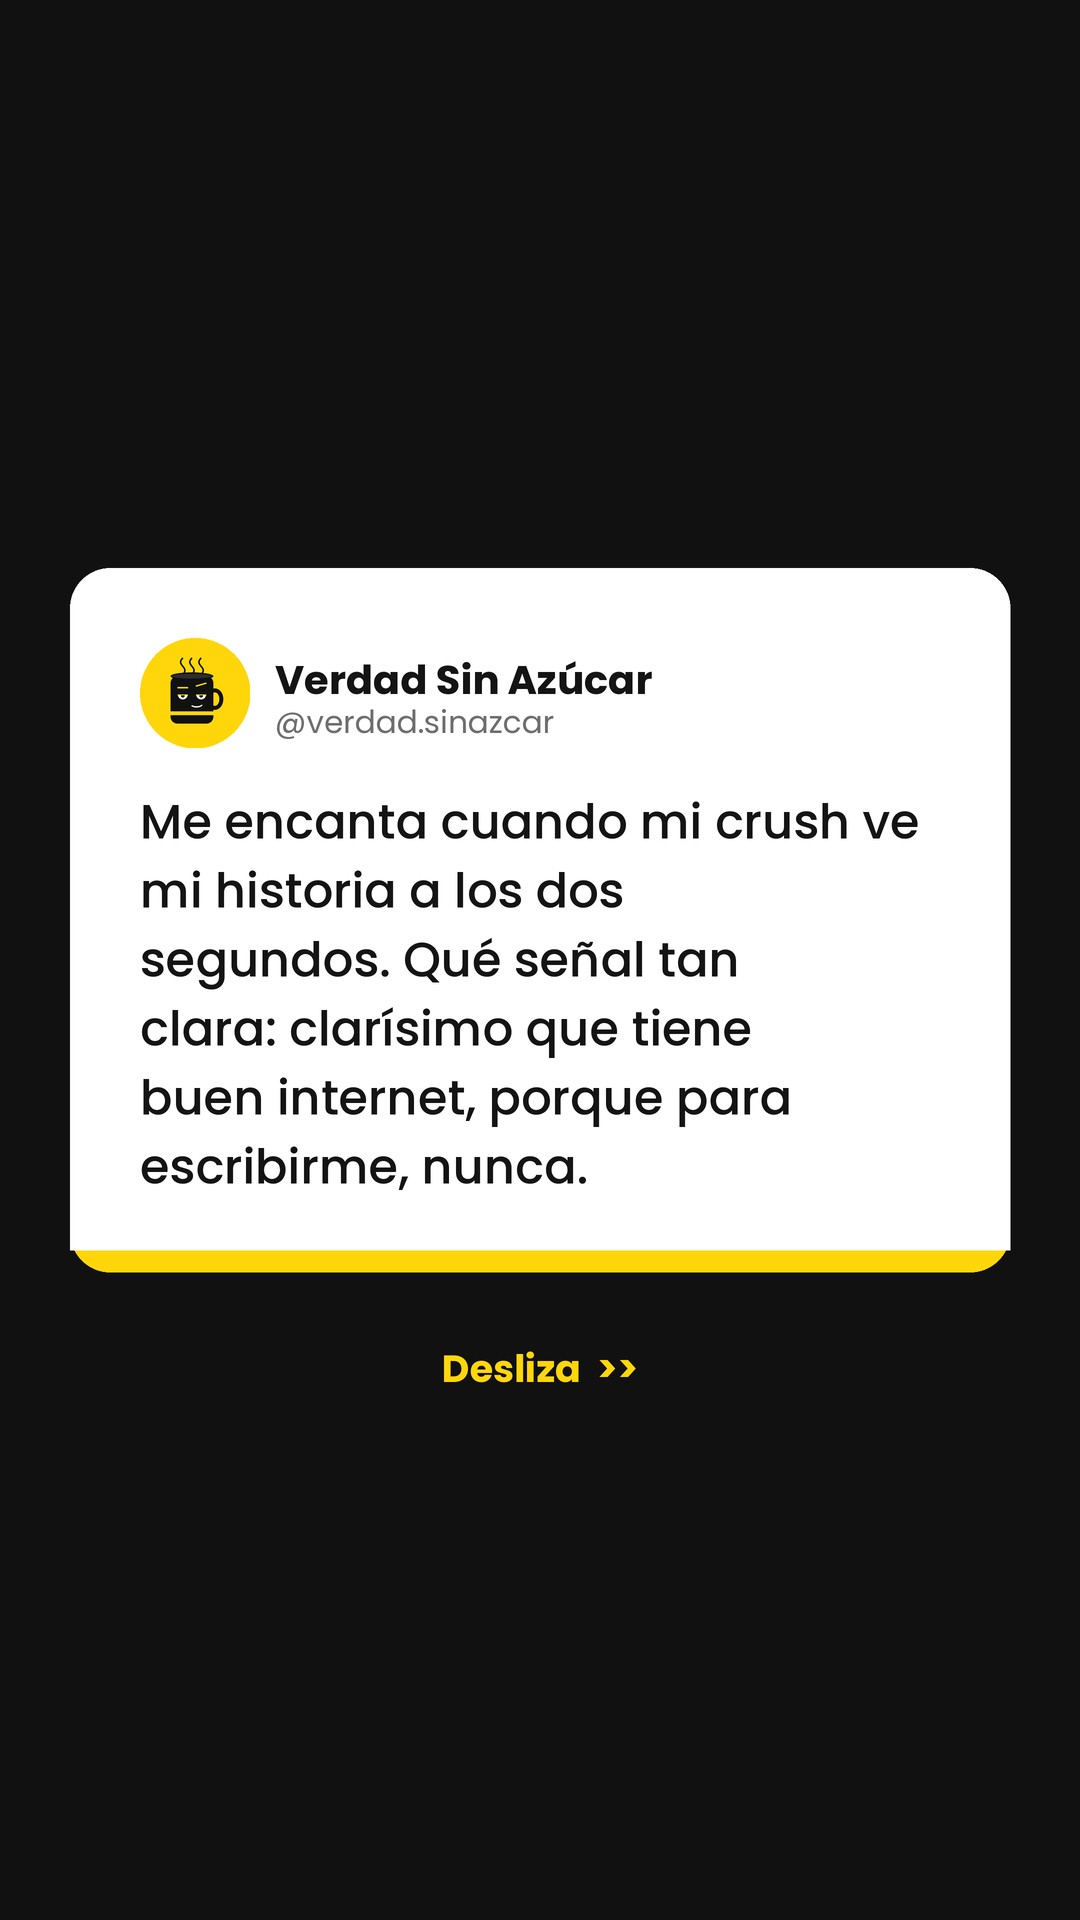 Verdad Sin Azúcar
@verdad.sinazcar
Me encanta cuando mi crush ve
mi historia a los dos
segundos. Qué señal tan
clara: clarísimo que tiene
buen internet, porque para
escribirme, nunca.
Desliza >>